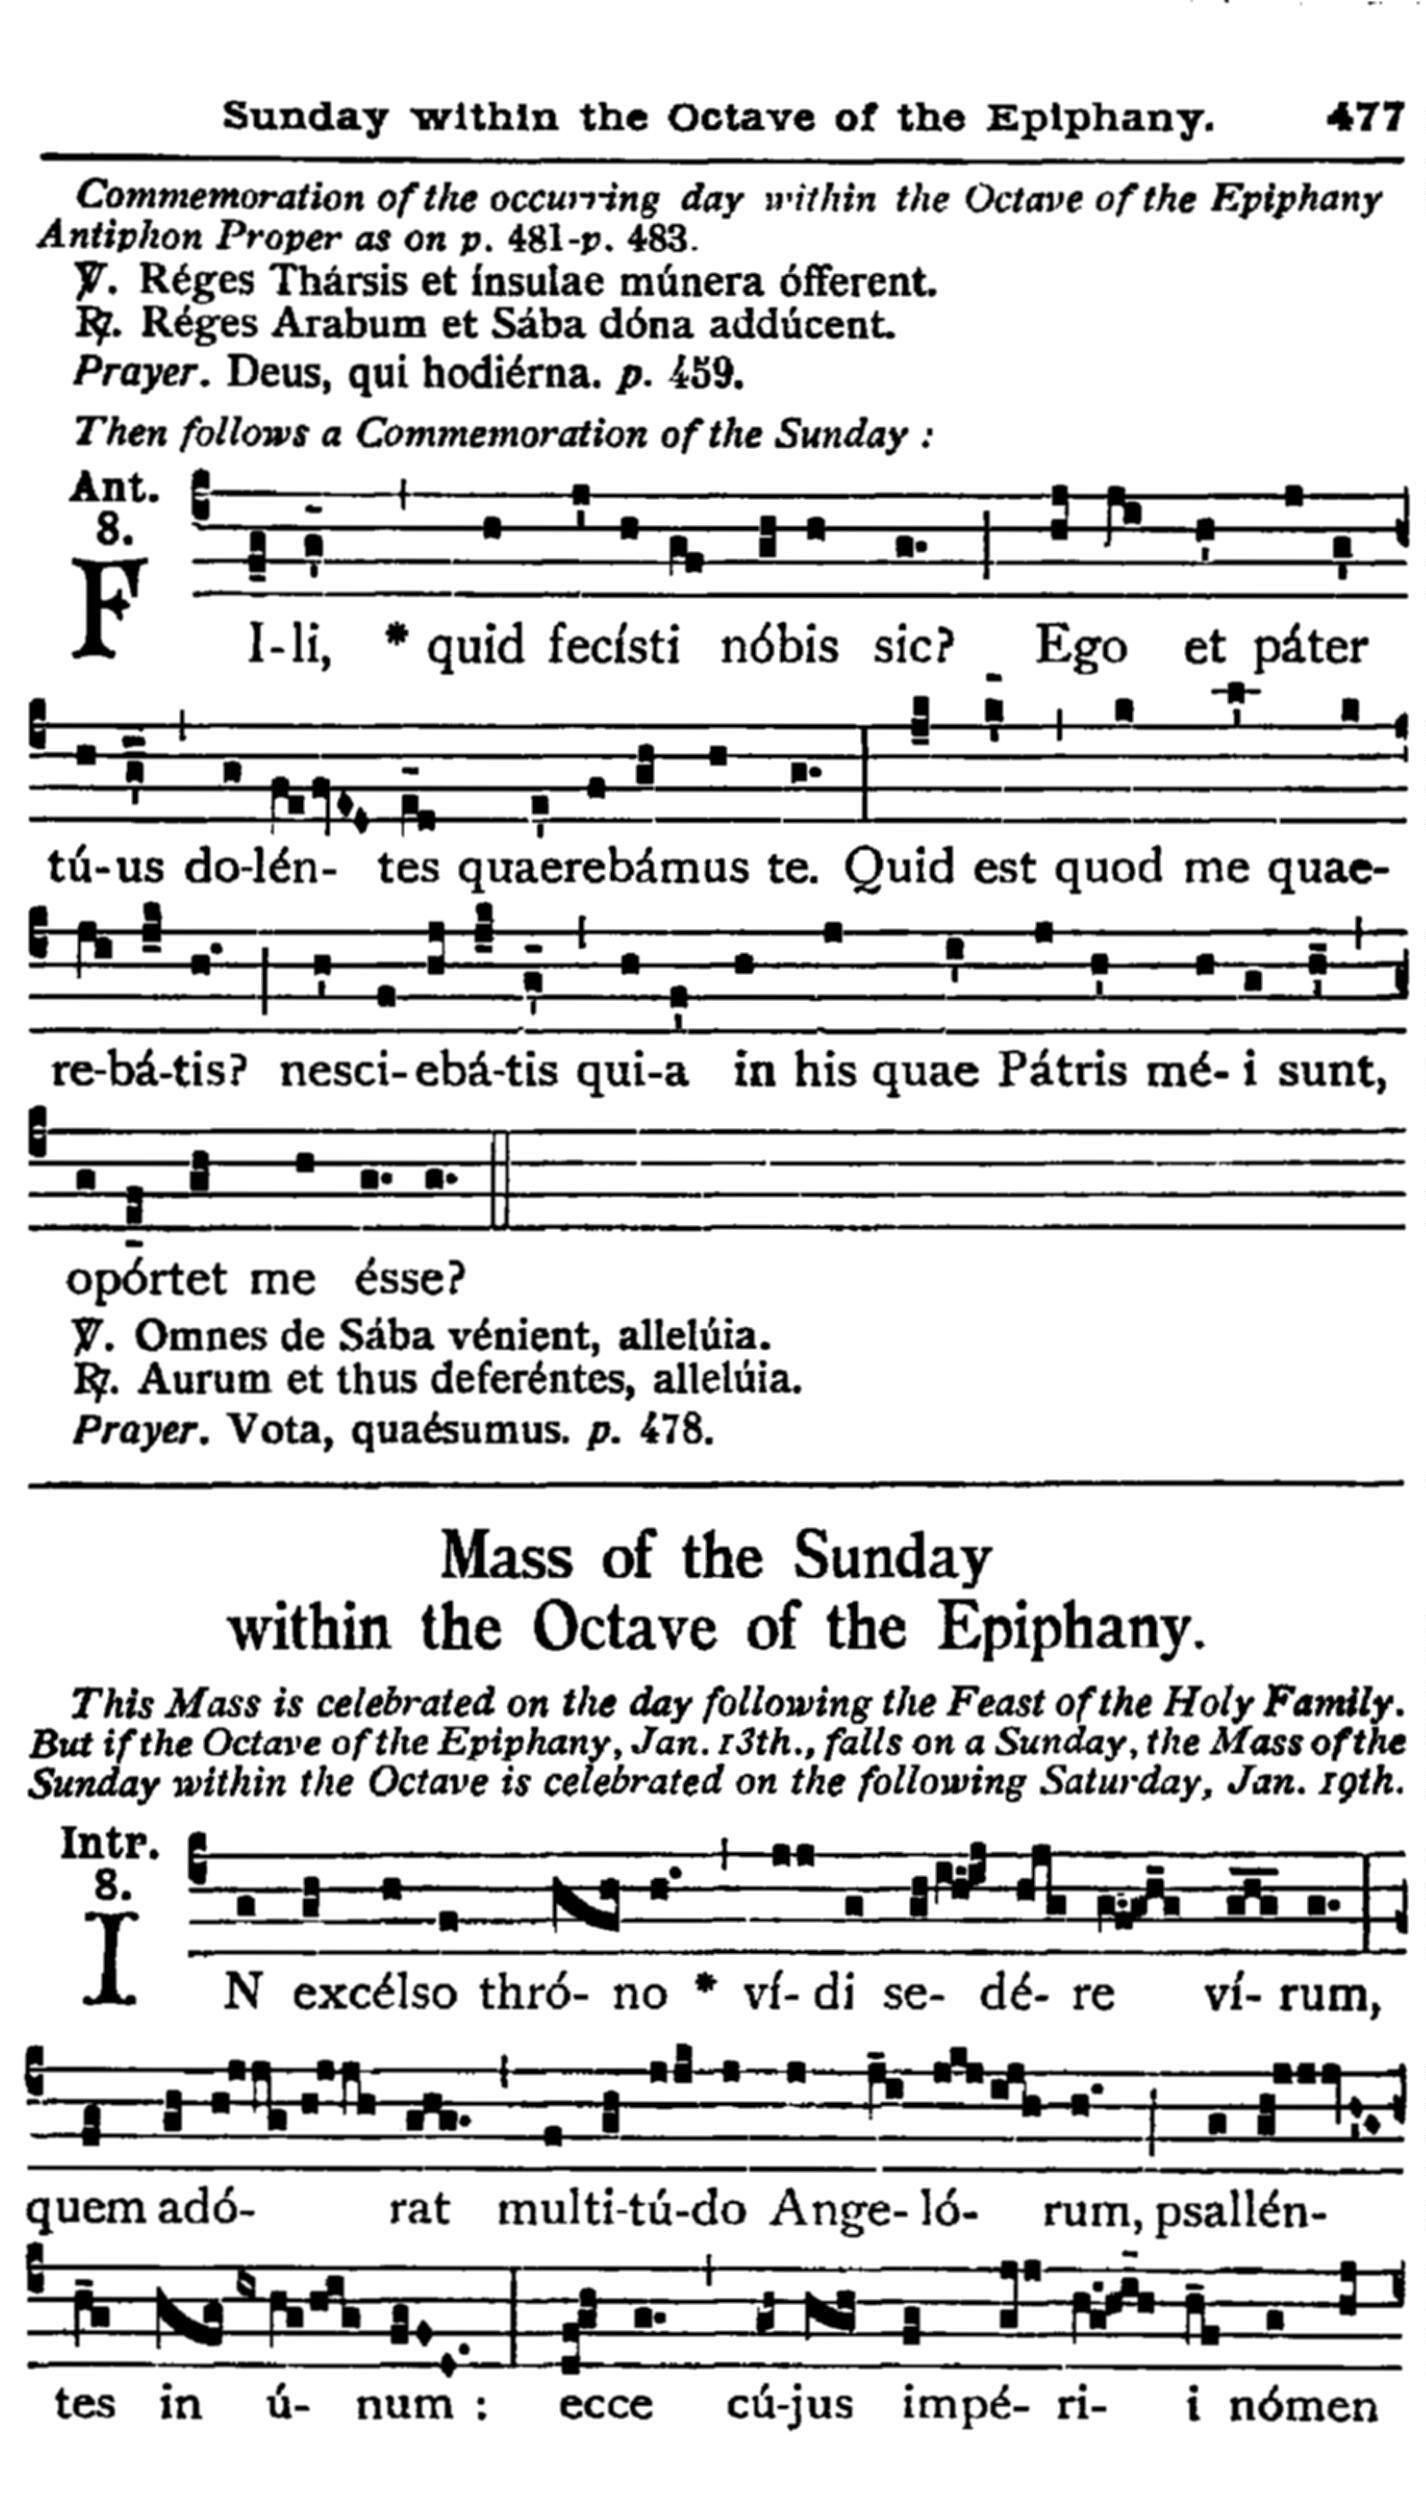 Sunday within the Octave of the Epiphany. 477
Commemoration of the occurring day within the Octave of the Epiphany
Antiphon Proper as on p. 481-p. 483.
℣. Réges Thársis et ínsulae múnera ófferent.
℟. Réges Arabum et Sába dóna addúcent.
Prayer. Deus, qui hodiérna. p. 459.
Then follows a Commemoration of the Sunday :
Ant.
8.
FI-li, * quid fecísti nóbis sic? Ego et páter
tú-us do-lén- tes quaerebámus te. Quid est quod me quae-
re-bá-tis? nesci-ebá-tis qui-a in his quae Pátris mé- i sunt,
opórtet me ésse?
℣. Omnes de Sába vénient, allelúia.
℟. Aurum et thus deferéntes, allelúia.
Prayer. Vota, quaésumus. p. 478.
Mass of the Sunday
within the Octave of the Epiphany.
This Mass is celebrated on the day following the Feast of the Holy Family.
But if the Octave of the Epiphany, Jan. 13th., falls on a Sunday, the Mass of the
Sunday within the Octave is celebrated on the following Saturday, Jan. 19th.
Intr.
8.
IN excélso thró- no * ví- di se- dé- re ví- rum,
quem adó- rat multi-tú-do Ange- ló- rum, psallén-
tes in ú- num : ecce cú-jus impé- ri- i nómen